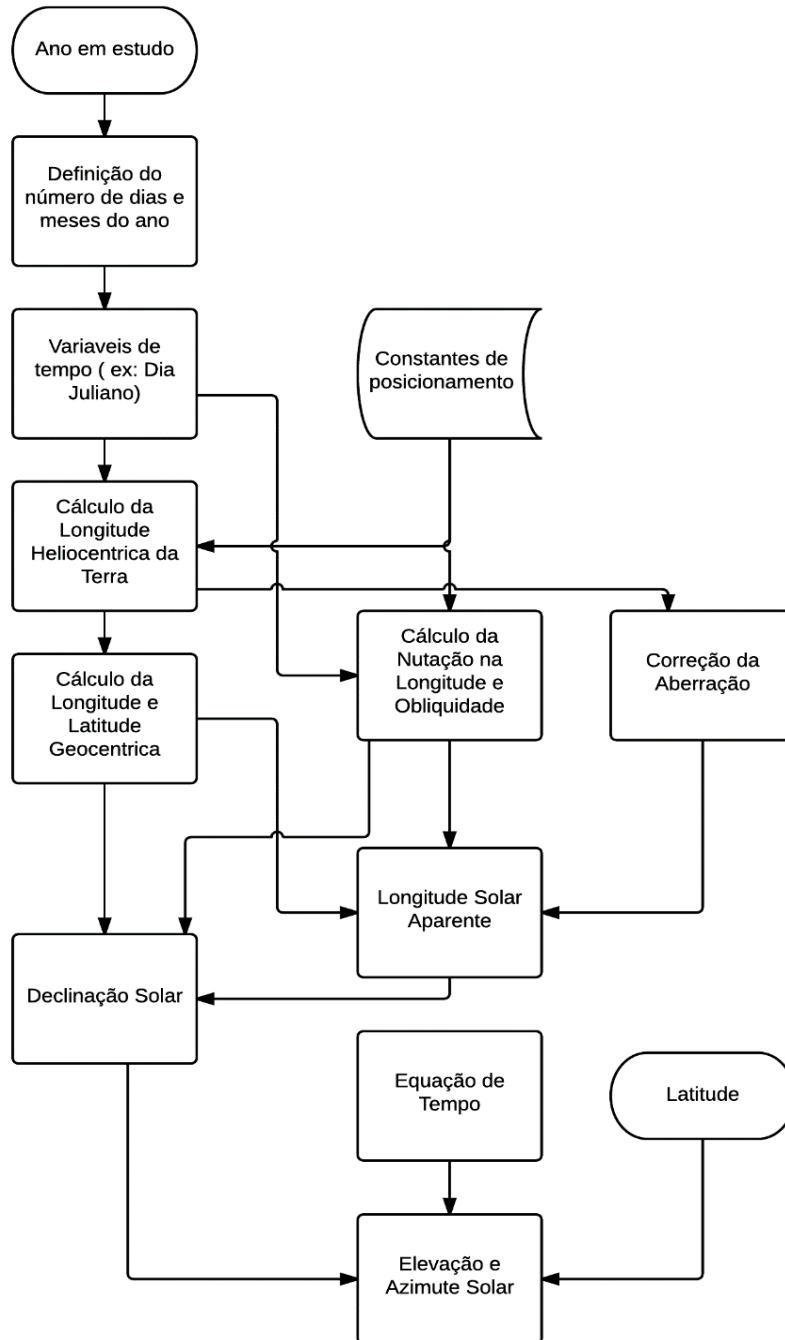 Ano em estudo
Definição do
número de dias e
meses do ano
Variaveis de
tempo ( ex: Dia
Juliano)
Constantes de
posicionamento
Cálculo da
Longitude
Heliocentrica da
Terra
Cálculo da
Nutação na
Longitude e
Obliquidade
Correção da
Aberração
Cálculo da
Longitude e
Latitude
Geocentrica
Longitude Solar
Aparente
Declinação Solar
Equação de
Tempo
Latitude
Elevação e
Azimute Solar